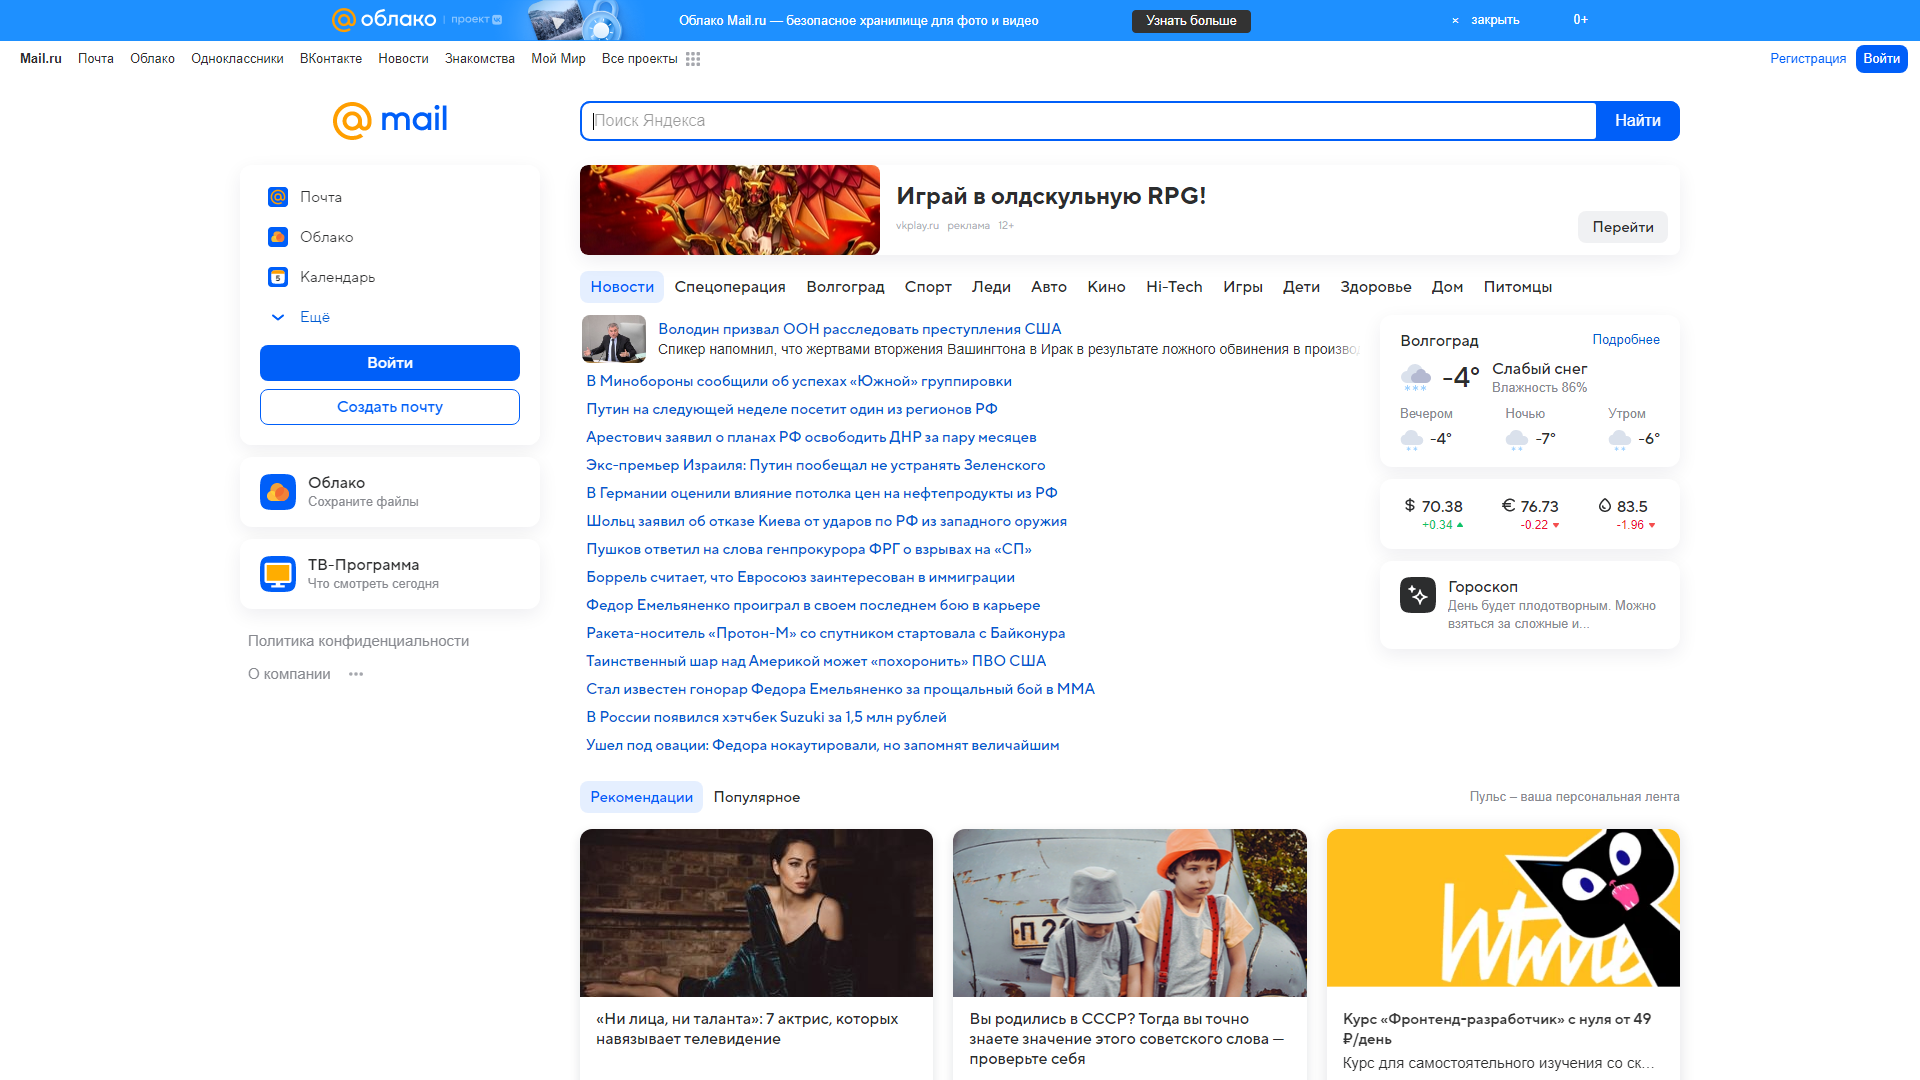 облако проект
Облако Mail.ru — безопасное хранилище для фото и видео
Узнать больше
× закрыть
0+
Mail.ru Почта Облако Одноклассники ВКонтакте Новости Знакомства Мой Мир Все проекты
Регистрация Войти
mail
Поиск Яндекса
Найти
Почта
Облако
Календарь
Ещё
Войти
Создать почту
Облако
Сохраните файлы
ТВ-Программа
Что смотреть сегодня
Политика конфиденциальности
О компании
Играй в олдскульную RPG!
vkplay.ru реклама 12+
Перейти
Новости Спецоперация Волгоград Спорт Леди Авто Кино Hi-Tech Игры Дети Здоровье Дом Питомцы
Володин призвал ООН расследовать преступления США
Спикер напомнил, что жертвами вторжения Вашингтона в Ирак в результате ложного обвинения в произво
В Минобороны сообщили об успехах «Южной» группировки
Путин на следующей неделе посетит один из регионов РФ
Арестович заявил о планах РФ освободить ДНР за пару месяцев
Экс-премьер Израиля: Путин пообещал не устранять Зеленского
В Германии оценили влияние потолка цен на нефтепродукты из РФ
Шольц заявил об отказе Киева от ударов по РФ из западного оружия
Пушков ответил на слова генпрокурора ФРГ о взрывах на «СП»
Боррель считает, что Евросоюз заинтересован в иммиграции
Федор Емельяненко проиграл в своем последнем бою в карьере
Ракета-носитель «Протон-М» со спутником стартовала с Байконура
Таинственный шар над Америкой может «похоронить» ПВО США
Стал известен гонорар Федора Емельяненко за прощальный бой в ММА
В России появился хэтчбек Suzuki за 1,5 млн рублей
Ушел под овации: Федора нокаутировали, но запомнят величайшим
Волгоград
Подробнее
-4°
Слабый снег
Влажность 86%
Вечером Ночью Утром
-4° -7° -6°
$ 70.38 € 76.73 83.5
+0.34 -0.22 -1.96
Гороскоп
День будет плодотворным. Можно
взяться за сложные и...
Рекомендации Популярное
Пульс – ваша персональная лента
«Ни лица, ни таланта»: 7 актрис, которых
навязывает телевидение
П 2
Вы родились в СССР? Тогда вы точно
знаете значение этого советского слова —
проверьте себя
Курс «Фронтенд-разработчик» с нуля от 49
₽/день
Курс для самостоятельного изучения со ск...